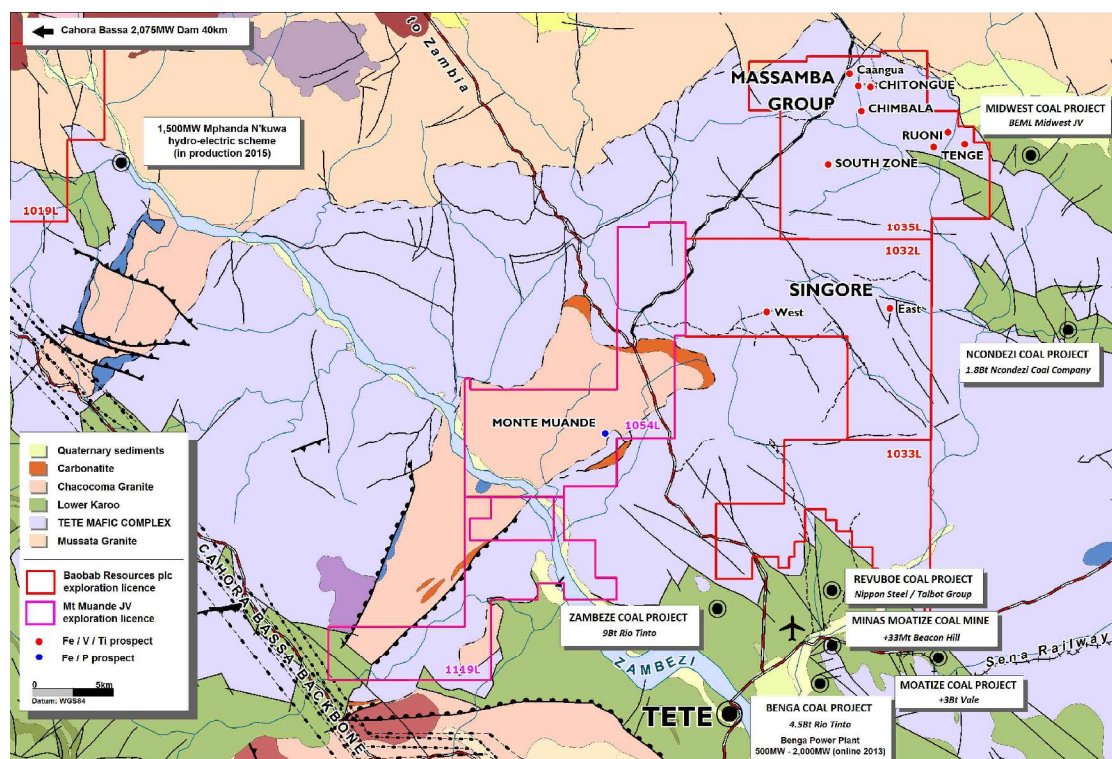 Cahora Bassa 2,075MW Dam 40km
to Zambia
MASSAMBA
GROUP
Caangua
CHITONGUE
CHIMBALA
RUONI
TENGE
SOUTH ZONE
MIDWEST COAL PROJECT
BEML Midwest JV
1,500MW Mphanda N'kuwa
hydro-electric scheme
(in production 2015)
1019L
1035L
1032L
SINGORE
West
East
NCONDEZI COAL PROJECT
1.8Bt Ncondezi Coal Company
MONTE MUANDE
1054L
1033L
Quaternary sediments
Carbonatite
Chacocoma Granite
Lower Karoo
TETE MAFIC COMPLEX
Mussata Granite
Baobab Resources plc
exploration licence
Mt Muande JV
exploration licence
Fe / V / Ti prospect
Fe / P prospect
0 5km
Datum: WGS84
CAHORA BASSA BACKBONE
1119L
ZAMBEZE COAL PROJECT
9Bt Rio Tinto
ZAMBEZI
TETE
REVUBOE COAL PROJECT
Nippon Steel / Talbot Group
MINAS MOATIZE COAL MINE
+33Mt Beacon Hill
Sena Railway
MOATIZE COAL PROJECT
+3Bt Vale
BENGA COAL PROJECT
4.5Bt Rio Tinto
Benga Power Plant
500MW - 2,000MW (online 2013)